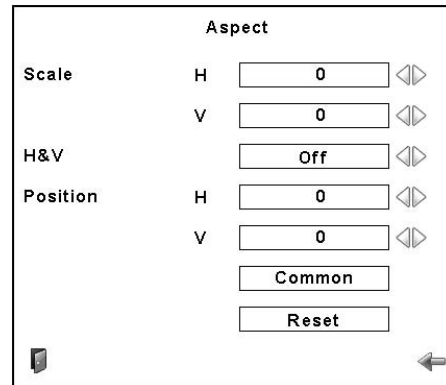 Aspect
Scale H 0
V 0
H&V Off
Position H 0
V 0
Common
Reset